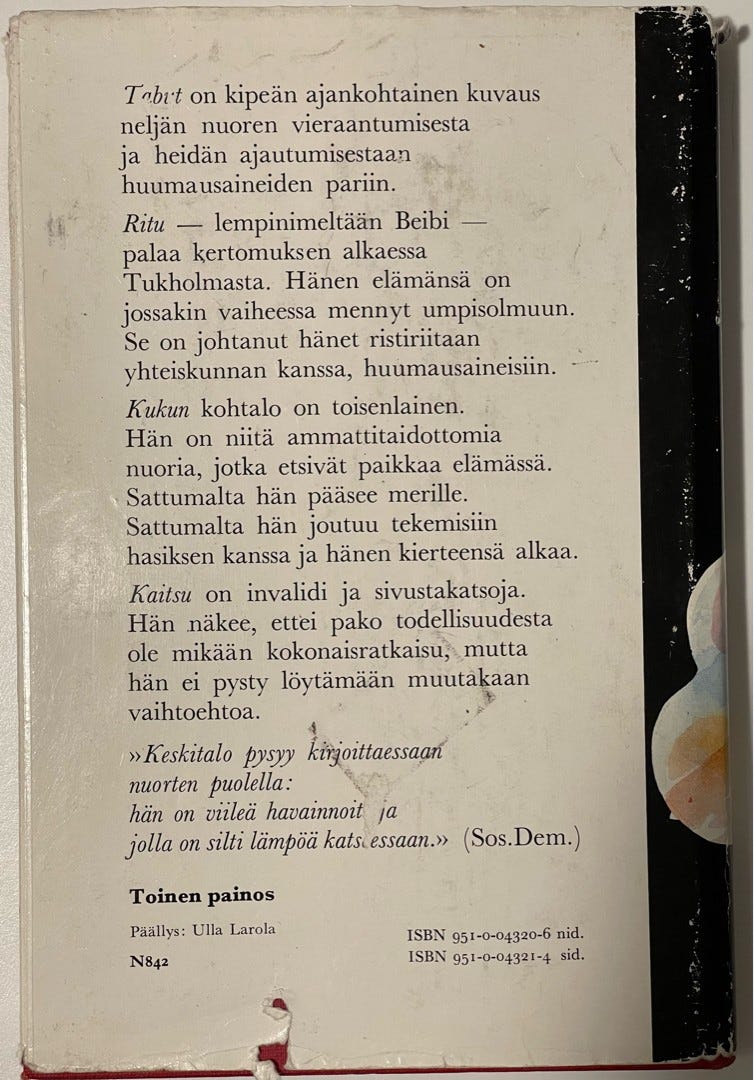 on kipeän ajankohtainen kuvaus
neljän nuoren vieraantumisesta
ja heidän ajautumisestaan
huumausaineiden pariin.
Ritu — lempinimeltään Beibi —
palaa kertomuksen alkaessa
Tukholmasta. Hänen elämänsä on
jossakin vaiheessa mennyt umpisolmuun.
Se on johtanut hänet ristiriitaan
yhteiskunnan kanssa, huumausaineisiin.
Kukun kohtalo on toisenlainen.
Hän on niitä ammattitaidottomia
nuoria, jotka etsivät paikkaa elämässä.
Sattumalta hän pääsee merille.
Sattumalta hän joutuu tekemisiin
hasiksen kanssa ja hänen kierteensä alkaa.
Kaitsu on invalidi ja sivustakatsoja.
Hän näkee, ettei pako todellisuudesta
ole mikään kokonaisratkaisu, mutta
hän ei pysty löytämään muutakaan
vaihtoehtoa.
»Keskitalo pysyy kirjoittaessaan
nuorten puolella:
hän on viileä havainnoitsija
jolla on silti lämpöä katseessaan.» (Sos.Dem.)
Toinen painos
Päällys: Ulla Larola
N842
ISBN 951-0-04320-6 nid.
ISBN 951-0-04321-4 sid.